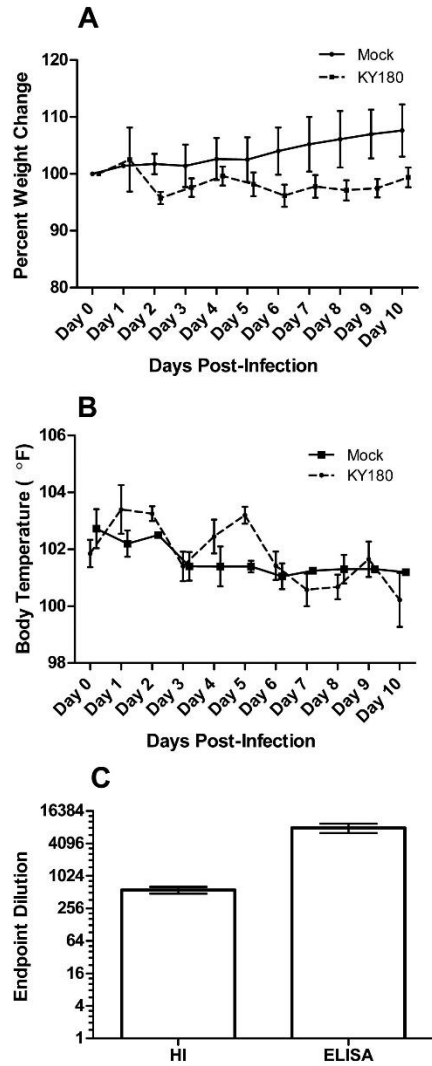 A
Mock
KY180
Percent Weight Change
110
100
90
80
Day 0 Day 1 Day 2 Day 3 Day 4 Day 5 Day 6 Day 7 Day 8 Day 9 Day 10
Days Post-Infection
B
Mock
KY180
Body Temperature ( °F)
106
104
102
100
98
Day 0 Day 1 Day 2 Day 3 Day 4 Day 5 Day 6 Day 7 Day 8 Day 9 Day 10
Days Post-Infection
C
Endpoint Dilution
16384
4096
1024
256
64
16
4
1
HI ELISA